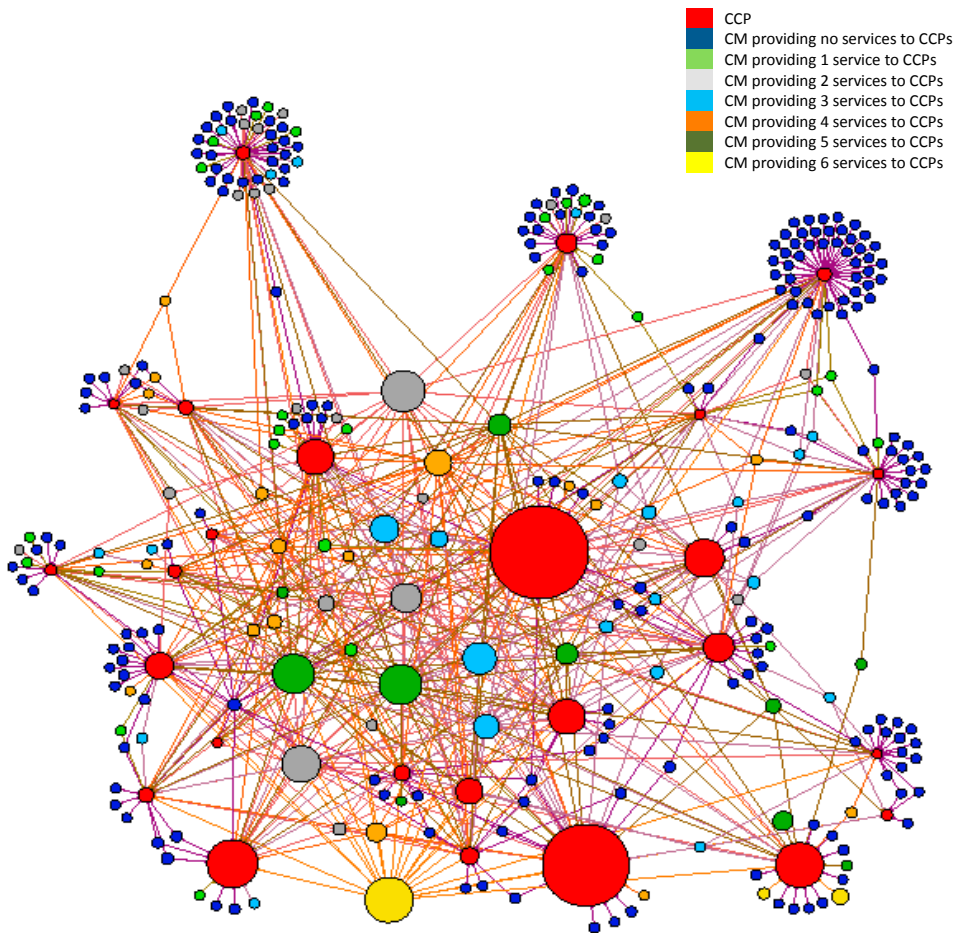 CCP
CM providing no services to CCPs
CM providing 1 service to CCPs
CM providing 2 services to CCPs
CM providing 3 services to CCPs
CM providing 4 services to CCPs
CM providing 5 services to CCPs
CM providing 6 services to CCPs